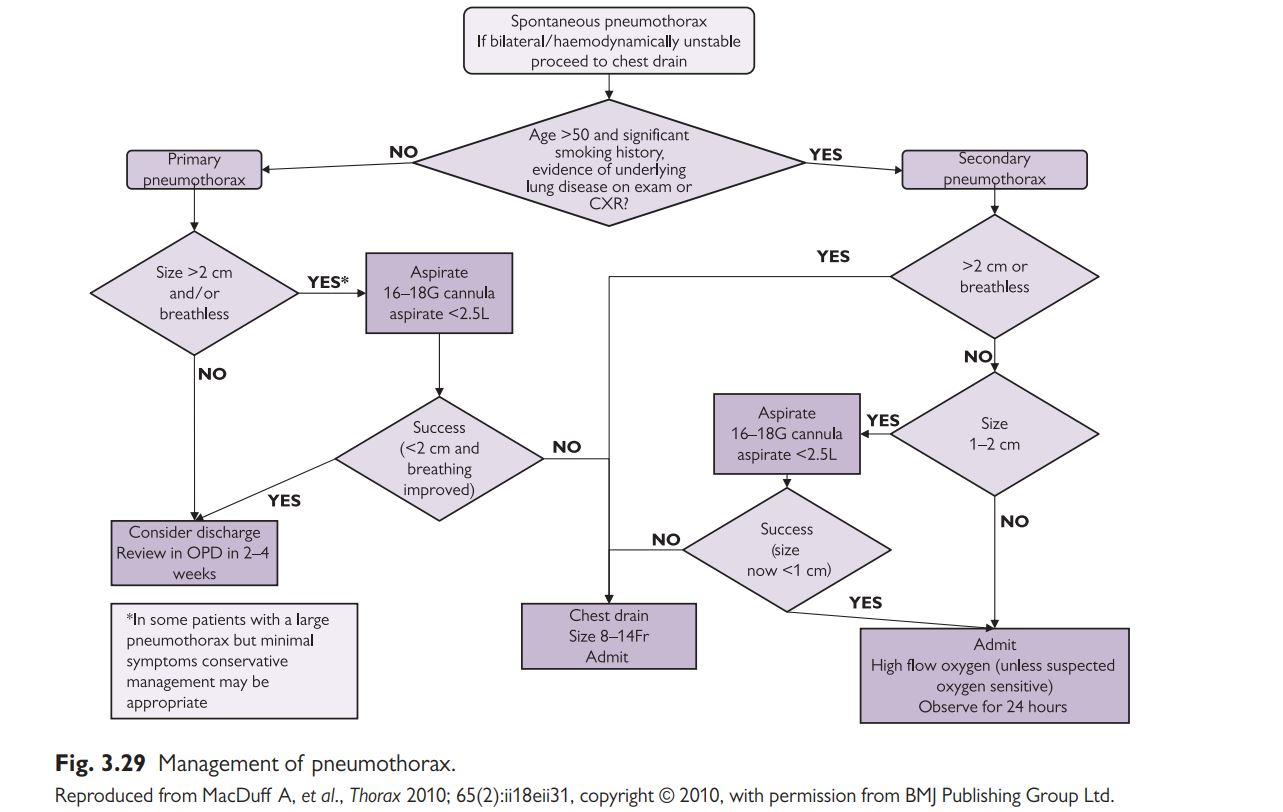 Spontaneous pneumothorax
If bilateral/haemodynamically unstable
proceed to chest drain
Age >50 and significant
smoking history,
evidence of underlying
lung disease on exam or
CXR?
NO
YES
Primary
pneumothorax
Secondary
pneumothorax
Size >2 cm
and/or
breathless
YES*
Aspirate
16–18G cannula
aspirate <2.5L
YES
>2 cm or
breathless
NO
NO
Success
(<2 cm and
breathing
improved)
NO
YES
Aspirate
16–18G cannula
aspirate <2.5L
YES
Size
1–2 cm
NO
Success
(size
now <1 cm)
NO
YES
Consider discharge
Review in OPD in 2–4
weeks
*In some patients with a large
pneumothorax but minimal
symptoms conservative
management may be
appropriate
Chest drain
Size 8–14Fr
Admit
Admit
High flow oxygen (unless suspected
oxygen sensitive)
Observe for 24 hours
Fig. 3.29 Management of pneumothorax.
Reproduced from MacDuff A, et al., Thorax 2010; 65(2):ii18eii31, copyright © 2010, with permission from BMJ Publishing Group Ltd.